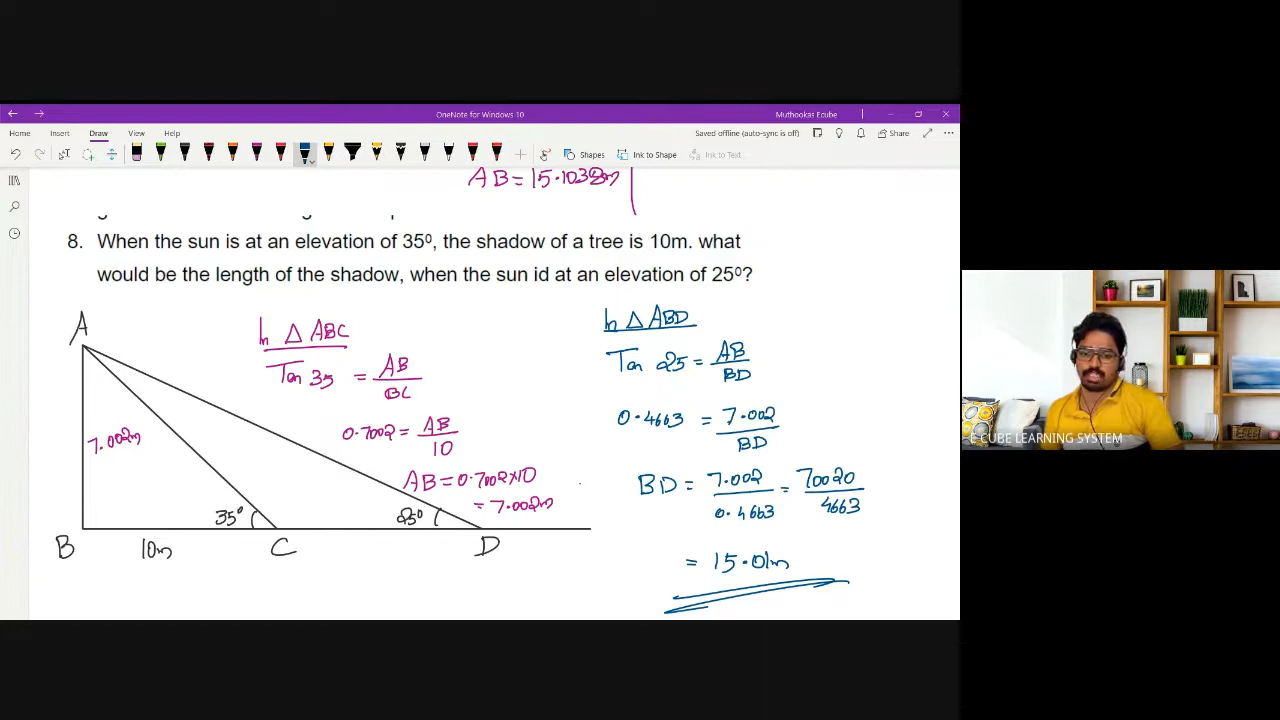 OneNote for Windows 10
Muthookas Ecube
Home Insert Draw View Help
Saved offline (auto-sync is off)
Share
Shapes
Ink to Shape
Ink to Text
AB = 15.1038m
8. When the sun is at an elevation of 35⁰, the shadow of a tree is 10m. what
would be the length of the shadow, when the sun id at an elevation of 25⁰?
A
7.002m
B
10m
35°
C
25°
D
In △ ABC
Tan 35 = AB/BC
0.7002 = AB/10
AB = 0.7002×10
= 7.002m
In △ ABD
Tan 25 = AB/BD
0.4663 = 7.002/BD
BD = 7.002/0.4663 = 70020/4663
= 15.01m
E CUBE LEARNING SYSTEM